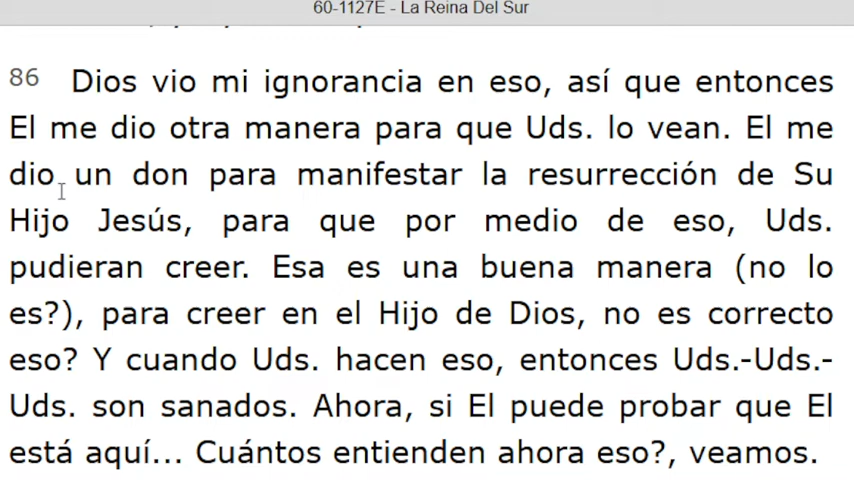 60-1127E - La Reina Del Sur
86 Dios vio mi ignorancia en eso, así que entonces
El me dio otra manera para que Uds. lo vean. El me
dio un don para manifestar la resurrección de Su
Hijo Jesús, para que por medio de eso, Uds.
pudieran creer. Esa es una buena manera (no lo
es?), para creer en el Hijo de Dios, no es correcto
eso? Y cuando Uds. hacen eso, entonces Uds.-Uds.-
Uds. son sanados. Ahora, si El puede probar que El
está aquí... Cuántos entienden ahora eso?, veamos.